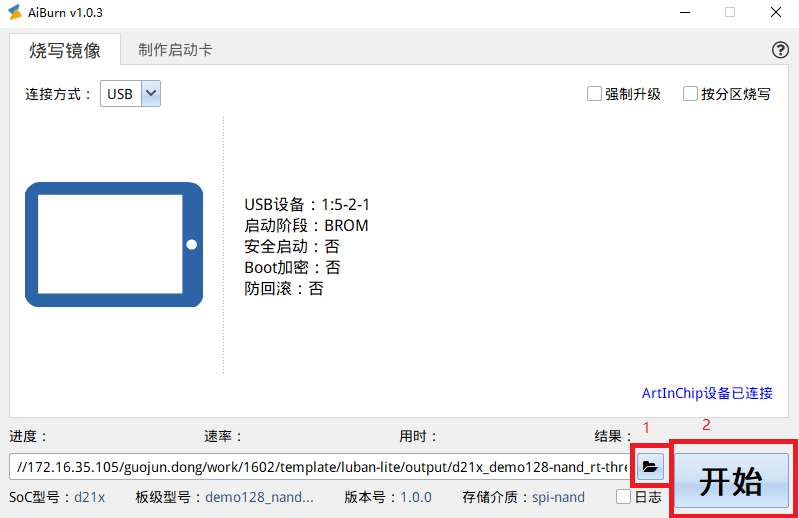 AiBurn v1.0.3
烧写镜像 制作启动卡
连接方式： USB 强制升级 按分区烧写
USB设备：1:5-2-1
启动阶段：BROM
安全启动：否
Boot加密：否
防回滚：否
ArtInChip设备已连接
进度： 速率： 用时： 结果： 1 2
//172.16.35.105/guojun.dong/work/1602/template/luban-lite/output/d21x_demo128-nand_rt-thre 开始
SoC型号：d21x 板级型号：demo128_nand... 版本号：1.0.0 存储介质：spi-nand 日志